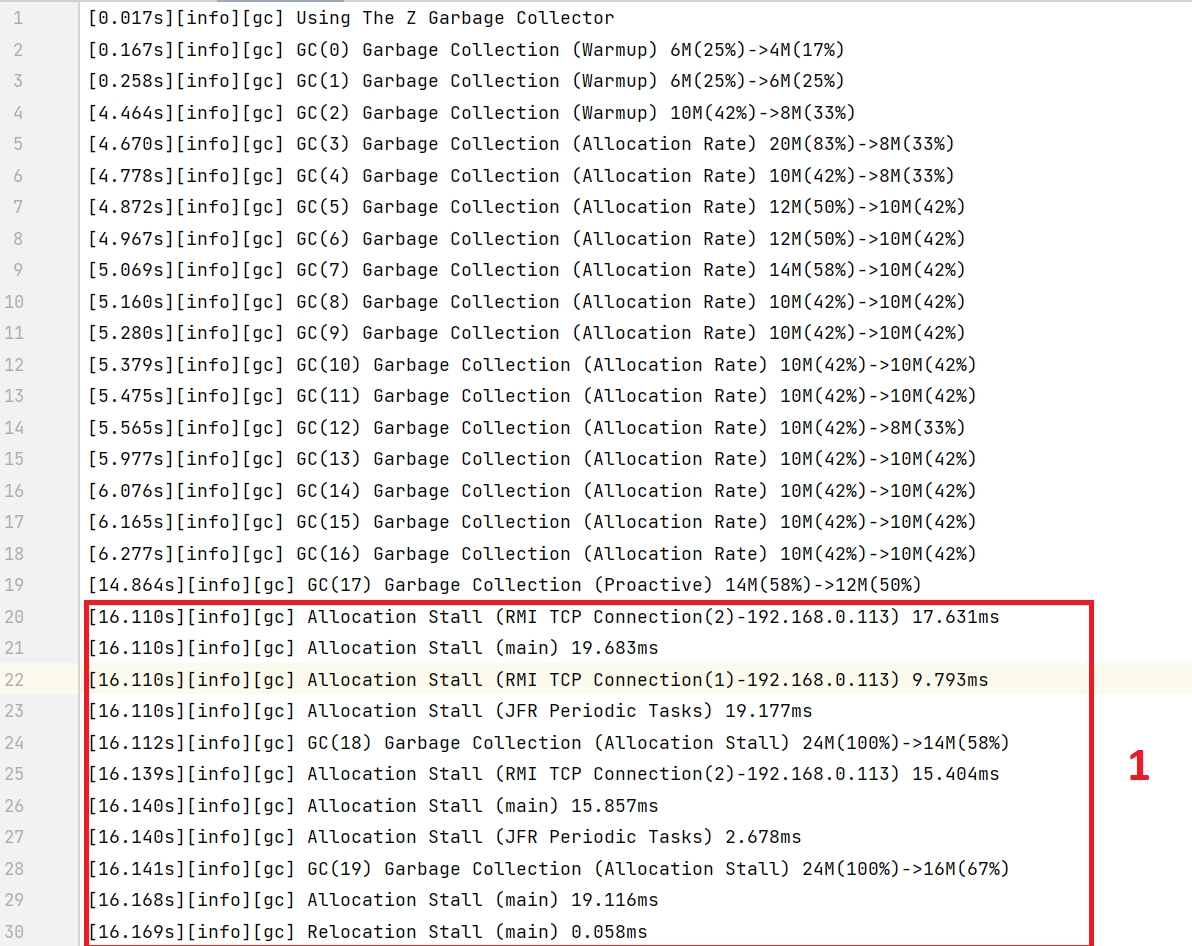 1 [0.017s][info][gc] Using The Z Garbage Collector
2 [0.167s][info][gc] GC(0) Garbage Collection (Warmup) 6M(25%)->4M(17%)
3 [0.258s][info][gc] GC(1) Garbage Collection (Warmup) 6M(25%)->6M(25%)
4 [4.464s][info][gc] GC(2) Garbage Collection (Warmup) 10M(42%)->8M(33%)
5 [4.670s][info][gc] GC(3) Garbage Collection (Allocation Rate) 20M(83%)->8M(33%)
6 [4.778s][info][gc] GC(4) Garbage Collection (Allocation Rate) 10M(42%)->8M(33%)
7 [4.872s][info][gc] GC(5) Garbage Collection (Allocation Rate) 12M(50%)->10M(42%)
8 [4.967s][info][gc] GC(6) Garbage Collection (Allocation Rate) 12M(50%)->10M(42%)
9 [5.069s][info][gc] GC(7) Garbage Collection (Allocation Rate) 14M(58%)->10M(42%)
10 [5.160s][info][gc] GC(8) Garbage Collection (Allocation Rate) 10M(42%)->10M(42%)
11 [5.280s][info][gc] GC(9) Garbage Collection (Allocation Rate) 10M(42%)->10M(42%)
12 [5.379s][info][gc] GC(10) Garbage Collection (Allocation Rate) 10M(42%)->10M(42%)
13 [5.475s][info][gc] GC(11) Garbage Collection (Allocation Rate) 10M(42%)->10M(42%)
14 [5.565s][info][gc] GC(12) Garbage Collection (Allocation Rate) 10M(42%)->8M(33%)
15 [5.977s][info][gc] GC(13) Garbage Collection (Allocation Rate) 10M(42%)->10M(42%)
16 [6.076s][info][gc] GC(14) Garbage Collection (Allocation Rate) 10M(42%)->10M(42%)
17 [6.165s][info][gc] GC(15) Garbage Collection (Allocation Rate) 10M(42%)->10M(42%)
18 [6.277s][info][gc] GC(16) Garbage Collection (Allocation Rate) 10M(42%)->10M(42%)
19 [14.864s][info][gc] GC(17) Garbage Collection (Proactive) 14M(58%)->12M(50%)
20 [16.110s][info][gc] Allocation Stall (RMI TCP Connection(2)-192.168.0.113) 17.631ms
21 [16.110s][info][gc] Allocation Stall (main) 19.683ms
22 [16.110s][info][gc] Allocation Stall (RMI TCP Connection(1)-192.168.0.113) 9.793ms
23 [16.110s][info][gc] Allocation Stall (JFR Periodic Tasks) 19.177ms
24 [16.112s][info][gc] GC(18) Garbage Collection (Allocation Stall) 24M(100%)->14M(58%)
25 [16.139s][info][gc] Allocation Stall (RMI TCP Connection(2)-192.168.0.113) 15.404ms
26 [16.140s][info][gc] Allocation Stall (main) 15.857ms
27 [16.140s][info][gc] Allocation Stall (JFR Periodic Tasks) 2.678ms
28 [16.141s][info][gc] GC(19) Garbage Collection (Allocation Stall) 24M(100%)->16M(67%)
29 [16.168s][info][gc] Allocation Stall (main) 19.116ms
30 [16.169s][info][gc] Relocation Stall (main) 0.058ms
1